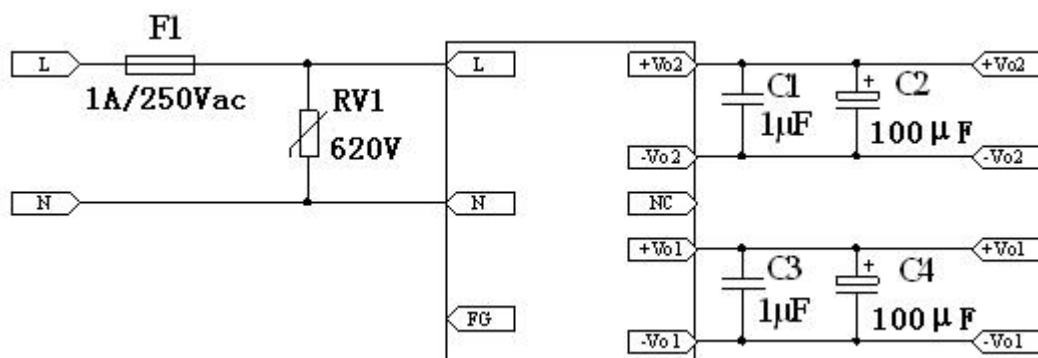 F1
L
1A/250Vac
L
RV1
620V
N
N
FG
+Vo2
C1
1μF
+
C2
100μF
+Vo2
-Vo2
-Vo2
NC
+Vo1
C3
1μF
+
C4
100μF
+Vo1
-Vo1
-Vo1